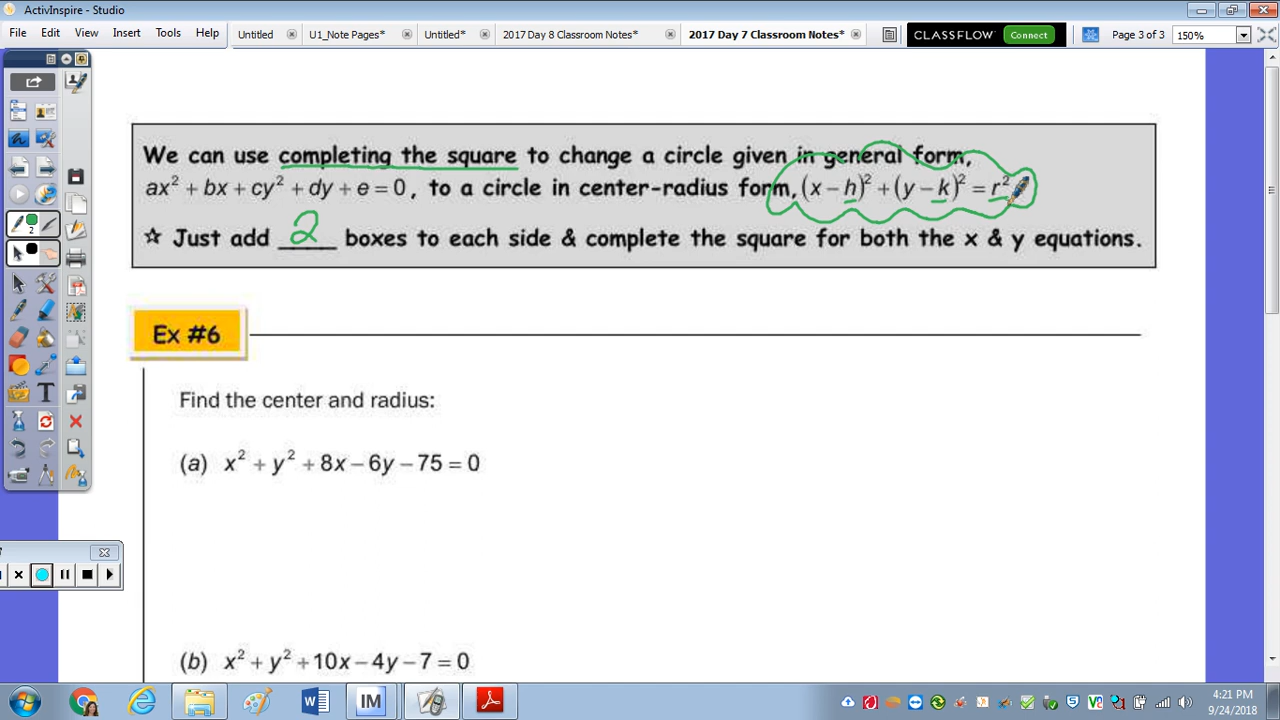 ActivInspire - Studio
File Edit View Insert Tools Help Untitled U1_Note Pages* Untitled* 2017 Day 8 Classroom Notes* 2017 Day 7 Classroom Notes* CLASSFLOW Connect Page 3 of 3 150%
We can use completing the square to change a circle given in general form,
ax² + bx + cy² + dy + e = 0, to a circle in center-radius form, (x – h)² + (y – k)² = r²
☆ Just add 2 boxes to each side & complete the square for both the x & y equations.
Ex #6
Find the center and radius:
(a) x² + y² + 8x – 6y – 75 = 0
(b) x² + y² + 10x – 4y – 7 = 0
2
T
W
IM
4:21 PM
9/24/2018